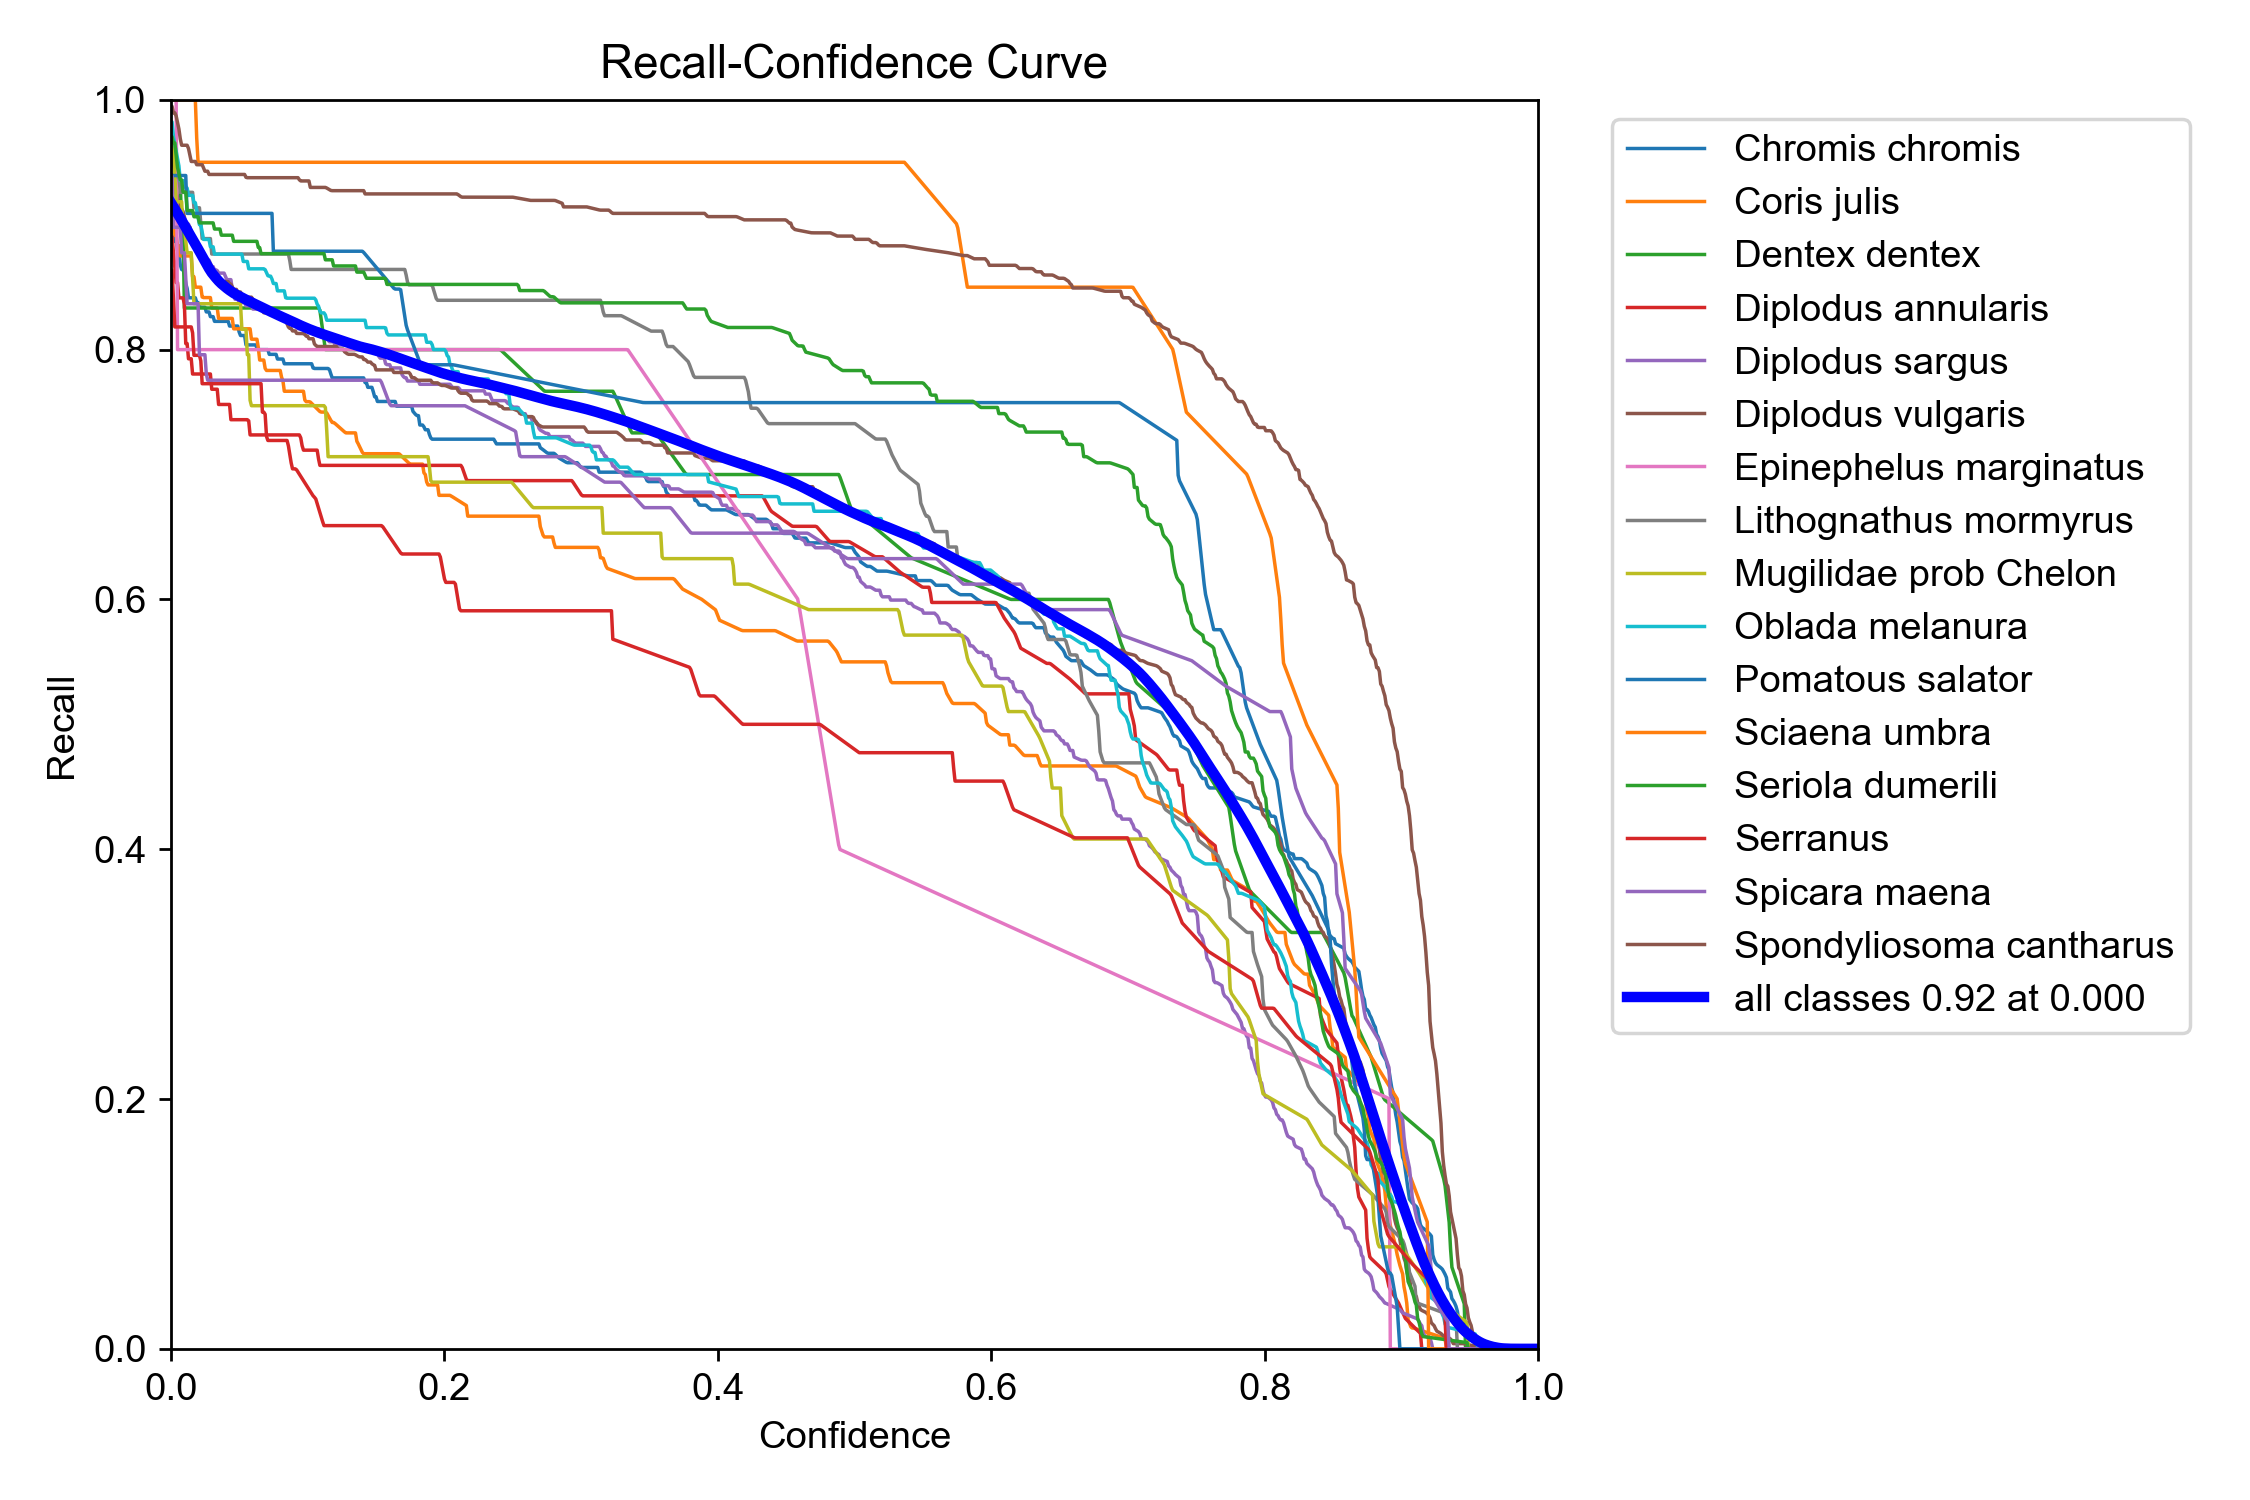 Recall-Confidence Curve
1.0
0.8
0.6
0.4
0.2
0.0
Recall
0.0 0.2 0.4 0.6 0.8 1.0
Confidence
Chromis chromis
Coris julis
Dentex dentex
Diplodus annularis
Diplodus sargus
Diplodus vulgaris
Epinephelus marginatus
Lithognathus mormyrus
Mugilidae prob Chelon
Oblada melanura
Pomatous salator
Sciaena umbra
Seriola dumerili
Serranus
Spicara maena
Spondyliosoma cantharus
all classes 0.92 at 0.000